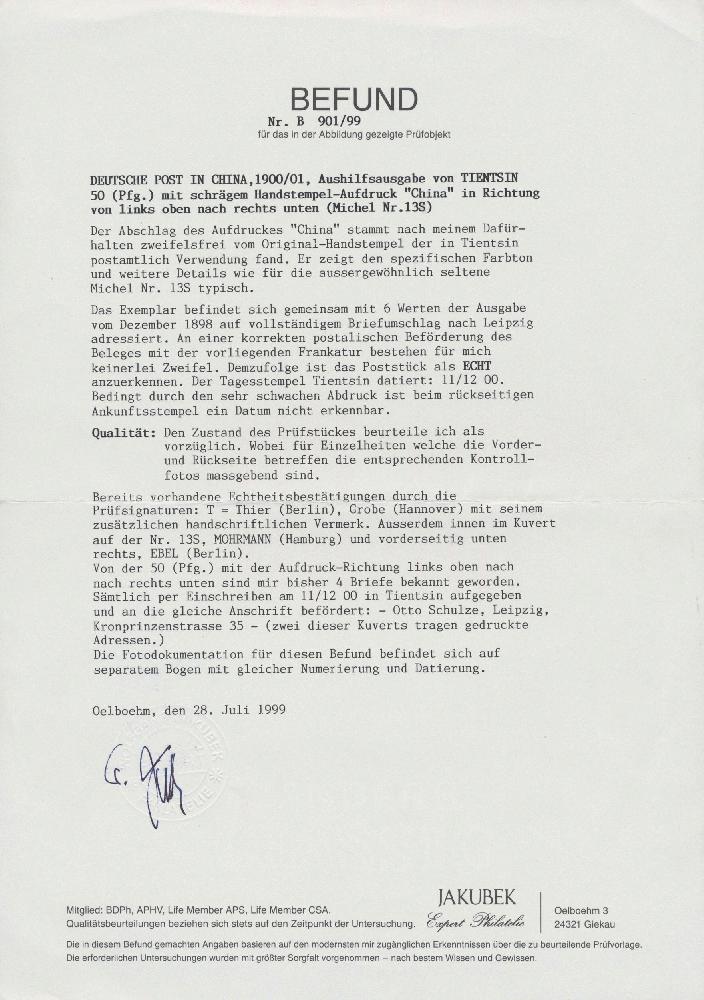 BEFUND
Nr. B 901/99
für das in der Abbildung gezeigte Prüfobjekt
DEUTSCHE POST IN CHINA,1900/01, Aushilfsausgabe von TIENTSIN
50 (Pfg.) mit schrägem Handstempel-Aufdruck "China" in Richtung
von links oben nach rechts unten (Michel Nr.13S)
Der Abschlag des Aufdruckes "China" stammt nach meinem Dafür-
halten zweifelsfrei vom Original-Handstempel der in Tientsin
postamtlich Verwendung fand. Er zeigt den spezifischen Farbton
und weitere Details wie für die aussergewöhnlich seltene
Michel Nr. 13S typisch.
Das Exemplar befindet sich gemeinsam mit 6 Werten der Ausgabe
vom Dezember 1898 auf vollständigem Briefumschlag nach Leipzig
adressiert. An einer korrekten postalischen Beförderung des
Beleges mit der vorliegenden Frankatur bestehen für mich
keinerlei Zweifel. Demzufolge ist das Poststück als ECHT
anzuerkennen. Der Tagesstempel Tientsin datiert: 11/12 00.
Bedingt durch den sehr schwachen Abdruck ist beim rückseitigen
Ankunftsstempel ein Datum nicht erkennbar.
Qualität: Den Zustand des Prüfstückes beurteile ich als
vorzüglich. Wobei für Einzelheiten welche die Vorder-
und Rückseite betreffen die entsprechenden Kontroll-
fotos massgebend sind.
Bereits vorhandene Echtheitsbestätigungen durch die
Prüfsignaturen: T = Thier (Berlin), Grobe (Hannover) mit seinem
zusätzlichen handschriftlichen Vermerk. Ausserdem innen im Kuvert
auf der Nr. 13S, MOHRMANN (Hamburg) und vorderseitig unten
rechts, EBEL (Berlin).
Von der 50 (Pfg.) mit der Aufdruck-Richtung links oben nach
nach rechts unten sind mir bisher 4 Briefe bekannt geworden.
Sämtlich per Einschreiben am 11/12 00 in Tientsin aufgegeben
und an die gleiche Anschrift befördert: - Otto Schulze, Leipzig,
Kronprinzenstrasse 35 - (zwei dieser Kuverts tragen gedruckte
Adressen.)
Die Fotodokumentation für diesen Befund befindet sich auf
separatem Bogen mit gleicher Numerierung und Datierung.
Oelboehm, den 28. Juli 1999
JAKUBEK
Expert Philatelie
Oelboehm 3
24321 Giekau
Mitglied: BDPh, APHV, Life Member APS, Life Member CSA.
Qualitätsbeurteilungen beziehen sich stets auf den Zeitpunkt der Untersuchung.
Die in diesem Befund gemachten Angaben basieren auf den modernsten mir zugänglichen Erkenntnissen über die zu beurteilende Prüfvorlage.
Die erforderlichen Untersuchungen wurden mit größter Sorgfalt vorgenommen – nach bestem Wissen und Gewissen.